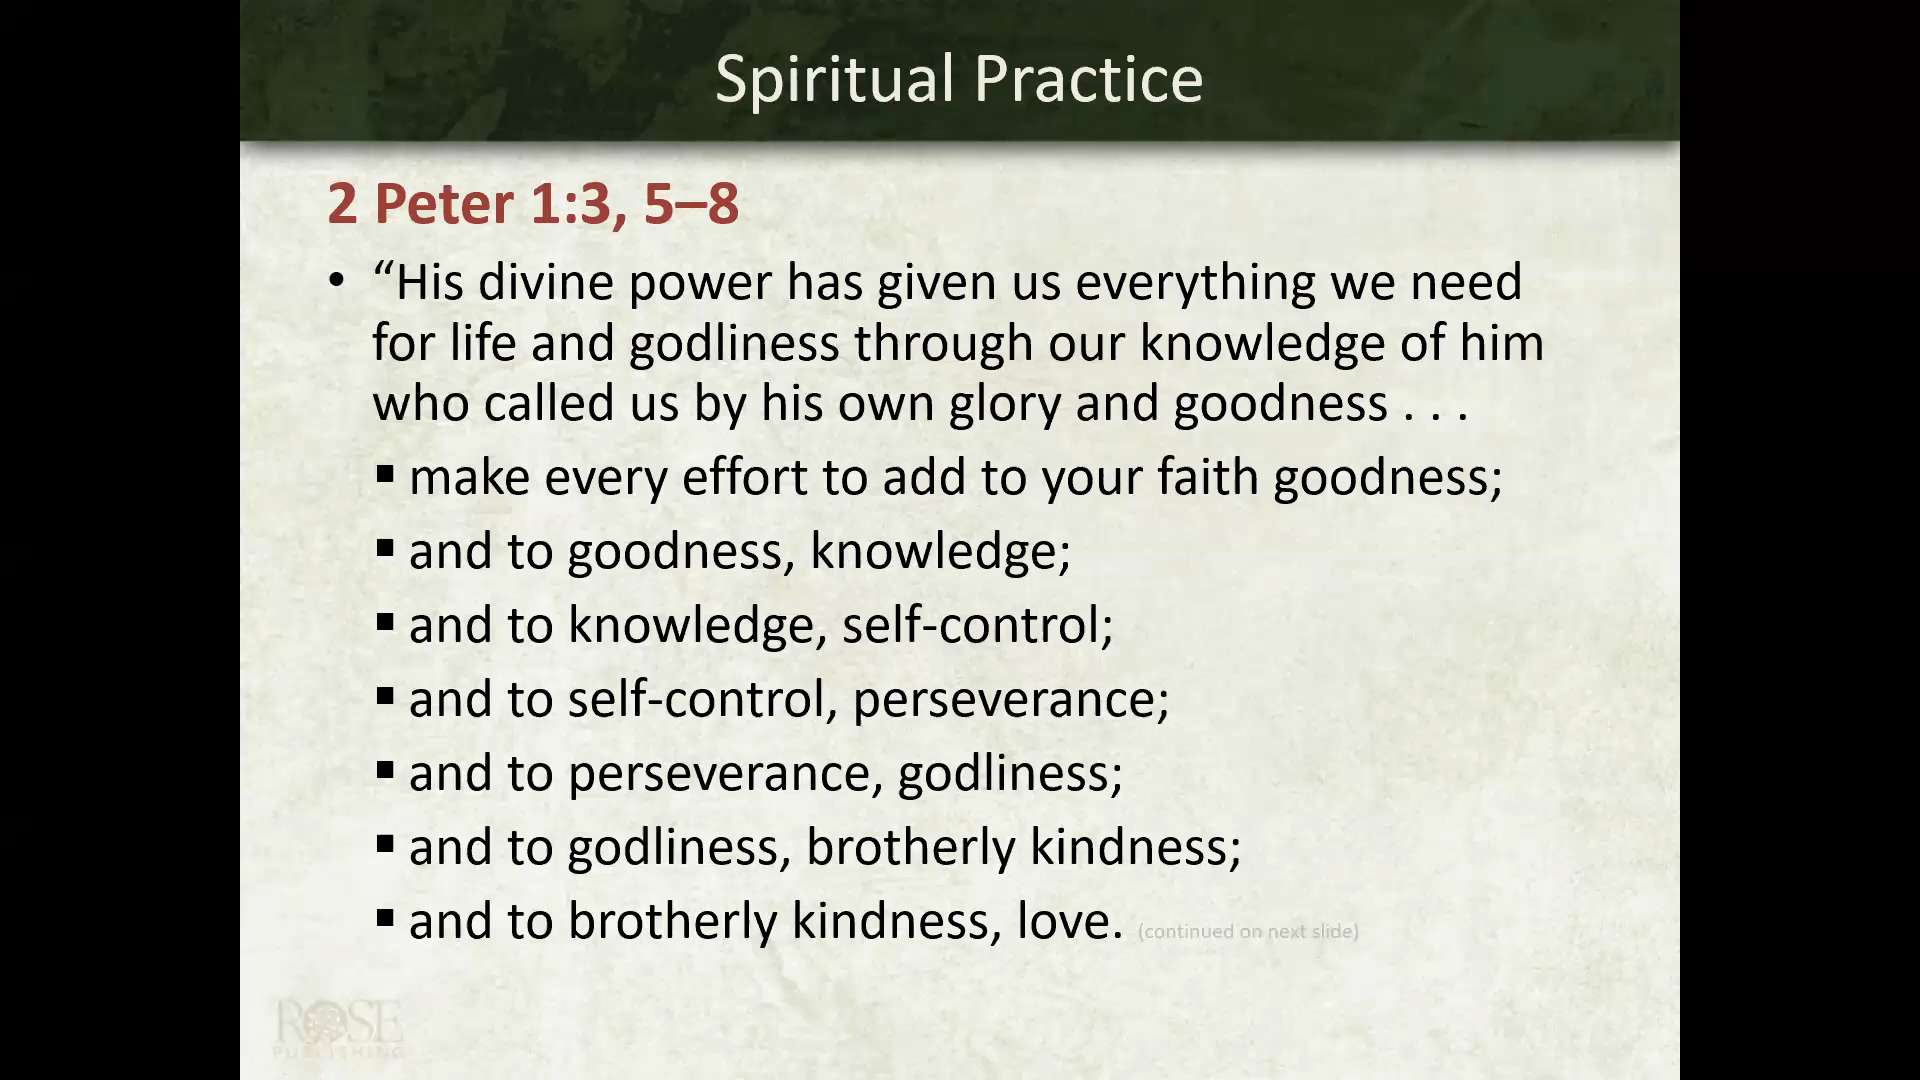 Spiritual Practice
2 Peter 1:3, 5–8
• “His divine power has given us everything we need
for life and godliness through our knowledge of him
who called us by his own glory and goodness . . .
▪ make every effort to add to your faith goodness;
▪ and to goodness, knowledge;
▪ and to knowledge, self-control;
▪ and to self-control, perseverance;
▪ and to perseverance, godliness;
▪ and to godliness, brotherly kindness;
▪ and to brotherly kindness, love. (continued on next slide)
ROSE
PUBLISHING